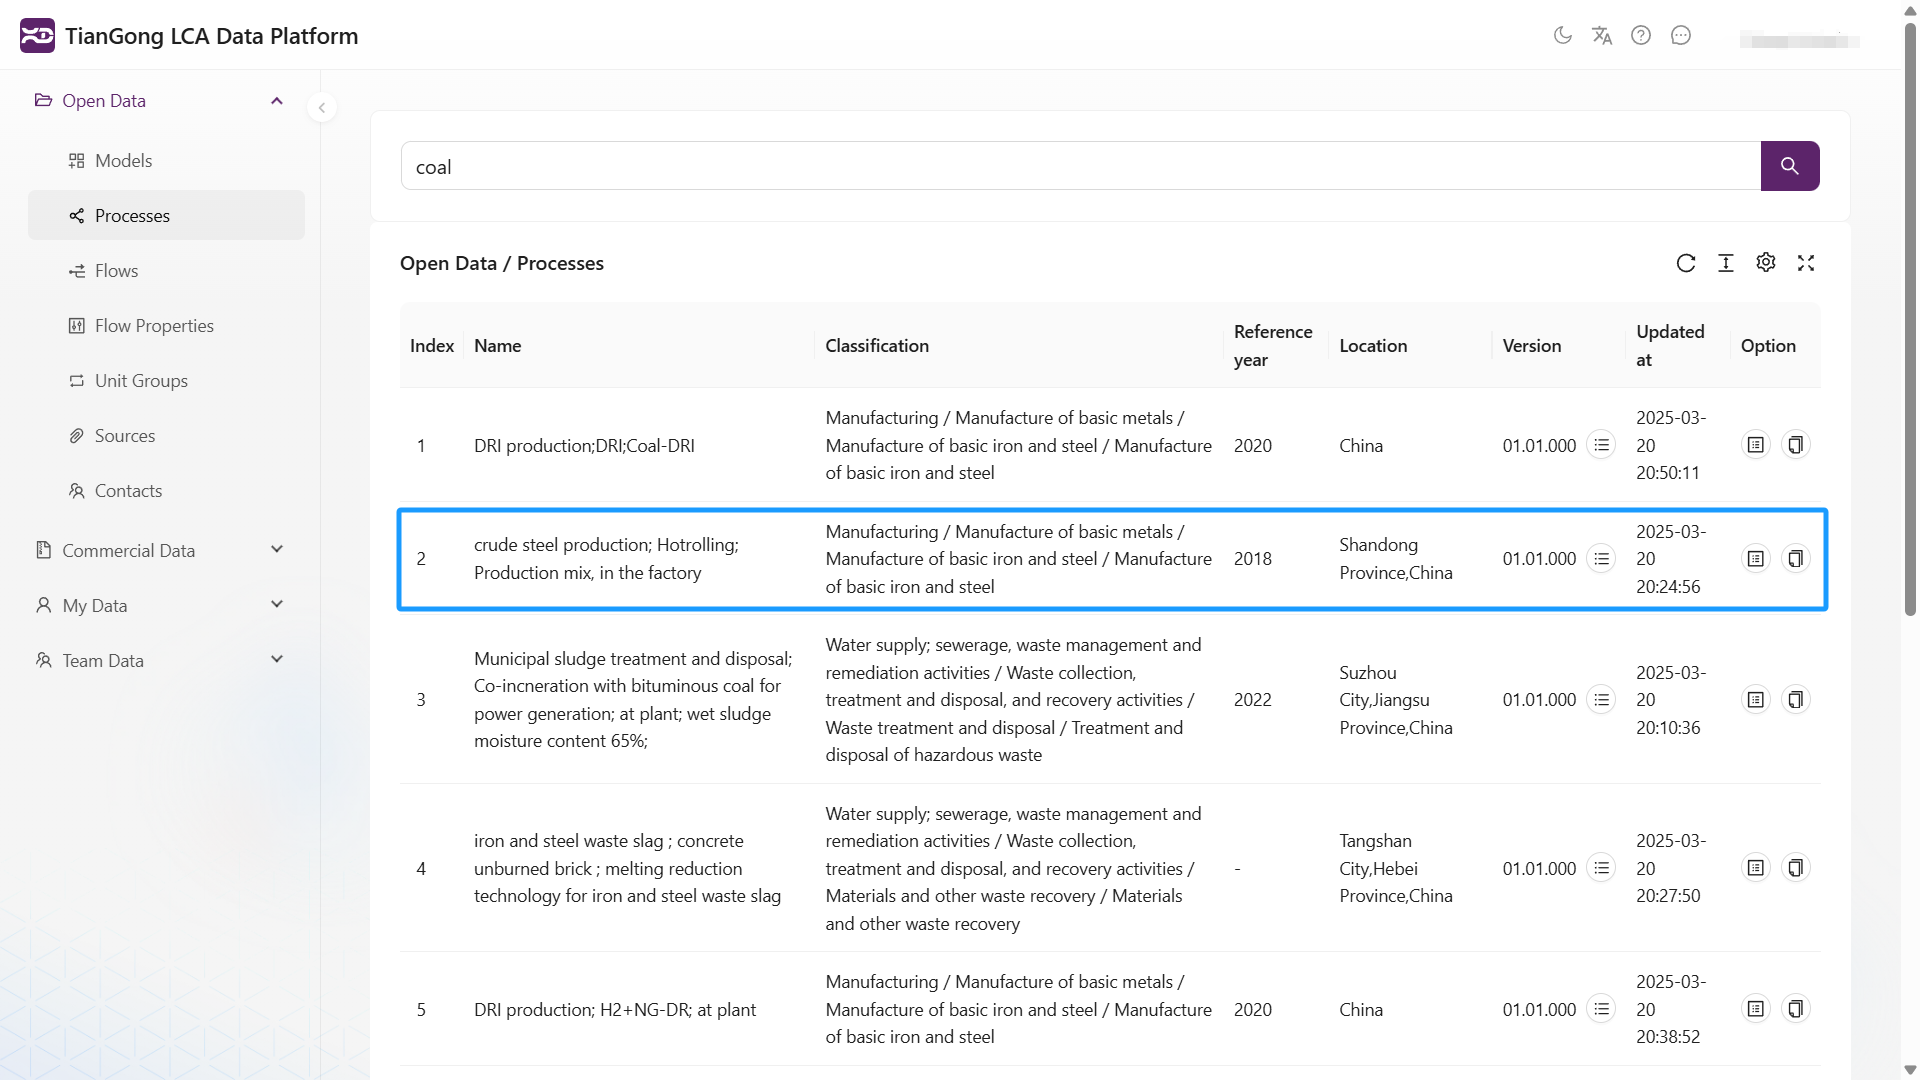 TianGong LCA Data Platform
Open Data
Models
Processes
Flows
Flow Properties
Unit Groups
Sources
Contacts
Commercial Data
My Data
Team Data
coal
Open Data / Processes
Index Name Classification Reference year Location Version Updated at Option
1
DRI production;DRI;Coal-DRI
Manufacturing / Manufacture of basic metals /
Manufacture of basic iron and steel / Manufacture
of basic iron and steel
2020
China
01.01.000
2025-03-
20
20:50:11
2
crude steel production; Hotrolling;
Production mix, in the factory
Manufacturing / Manufacture of basic metals /
Manufacture of basic iron and steel / Manufacture
of basic iron and steel
2018
Shandong
Province,China
01.01.000
2025-03-
20
20:24:56
3
Municipal sludge treatment and disposal;
Co-incneration with bituminous coal for
power generation; at plant; wet sludge
moisture content 65%;
Water supply; sewerage, waste management and
remediation activities / Waste collection,
treatment and disposal, and recovery activities /
Waste treatment and disposal / Treatment and
disposal of hazardous waste
2022
Suzhou
City,Jiangsu
Province,China
01.01.000
2025-03-
20
20:10:36
4
iron and steel waste slag ; concrete
unburned brick ; melting reduction
technology for iron and steel waste slag
Water supply; sewerage, waste management and
remediation activities / Waste collection,
treatment and disposal, and recovery activities /
Materials and other waste recovery / Materials
and other waste recovery
-
Tangshan
City,Hebei
Province,China
01.01.000
2025-03-
20
20:27:50
5
DRI production; H2+NG-DR; at plant
Manufacturing / Manufacture of basic metals /
Manufacture of basic iron and steel / Manufacture
of basic iron and steel
2020
China
01.01.000
2025-03-
20
20:38:52